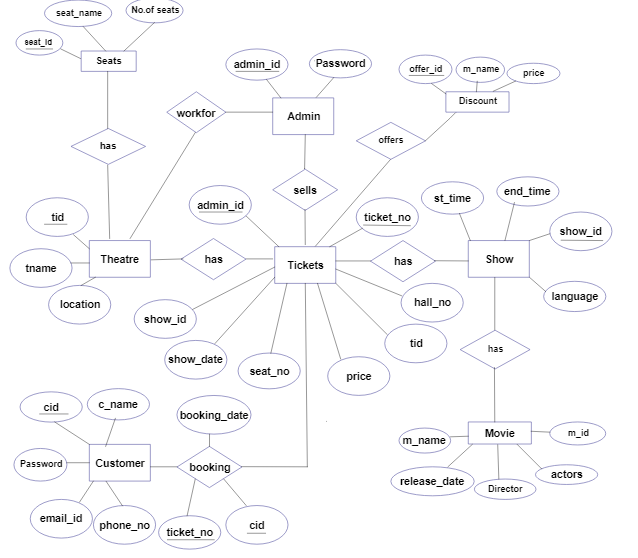 seat_name
No.of seats
seat_id
Seats
admin_id
Password
offer_id
m_name
price
Discount
workfor
Admin
has
offers
sells
st_time
end_time
admin_id
ticket_no
tid
show_id
Theatre
has
Tickets
has
Show
tname
location
hall_no
language
show_id
tid
show_date
has
seat_no
price
cid
c_name
booking_date
m_name
Movie
m_id
Password
Customer
booking
release_date
Director
actors
email_id
phone_no
ticket_no
cid